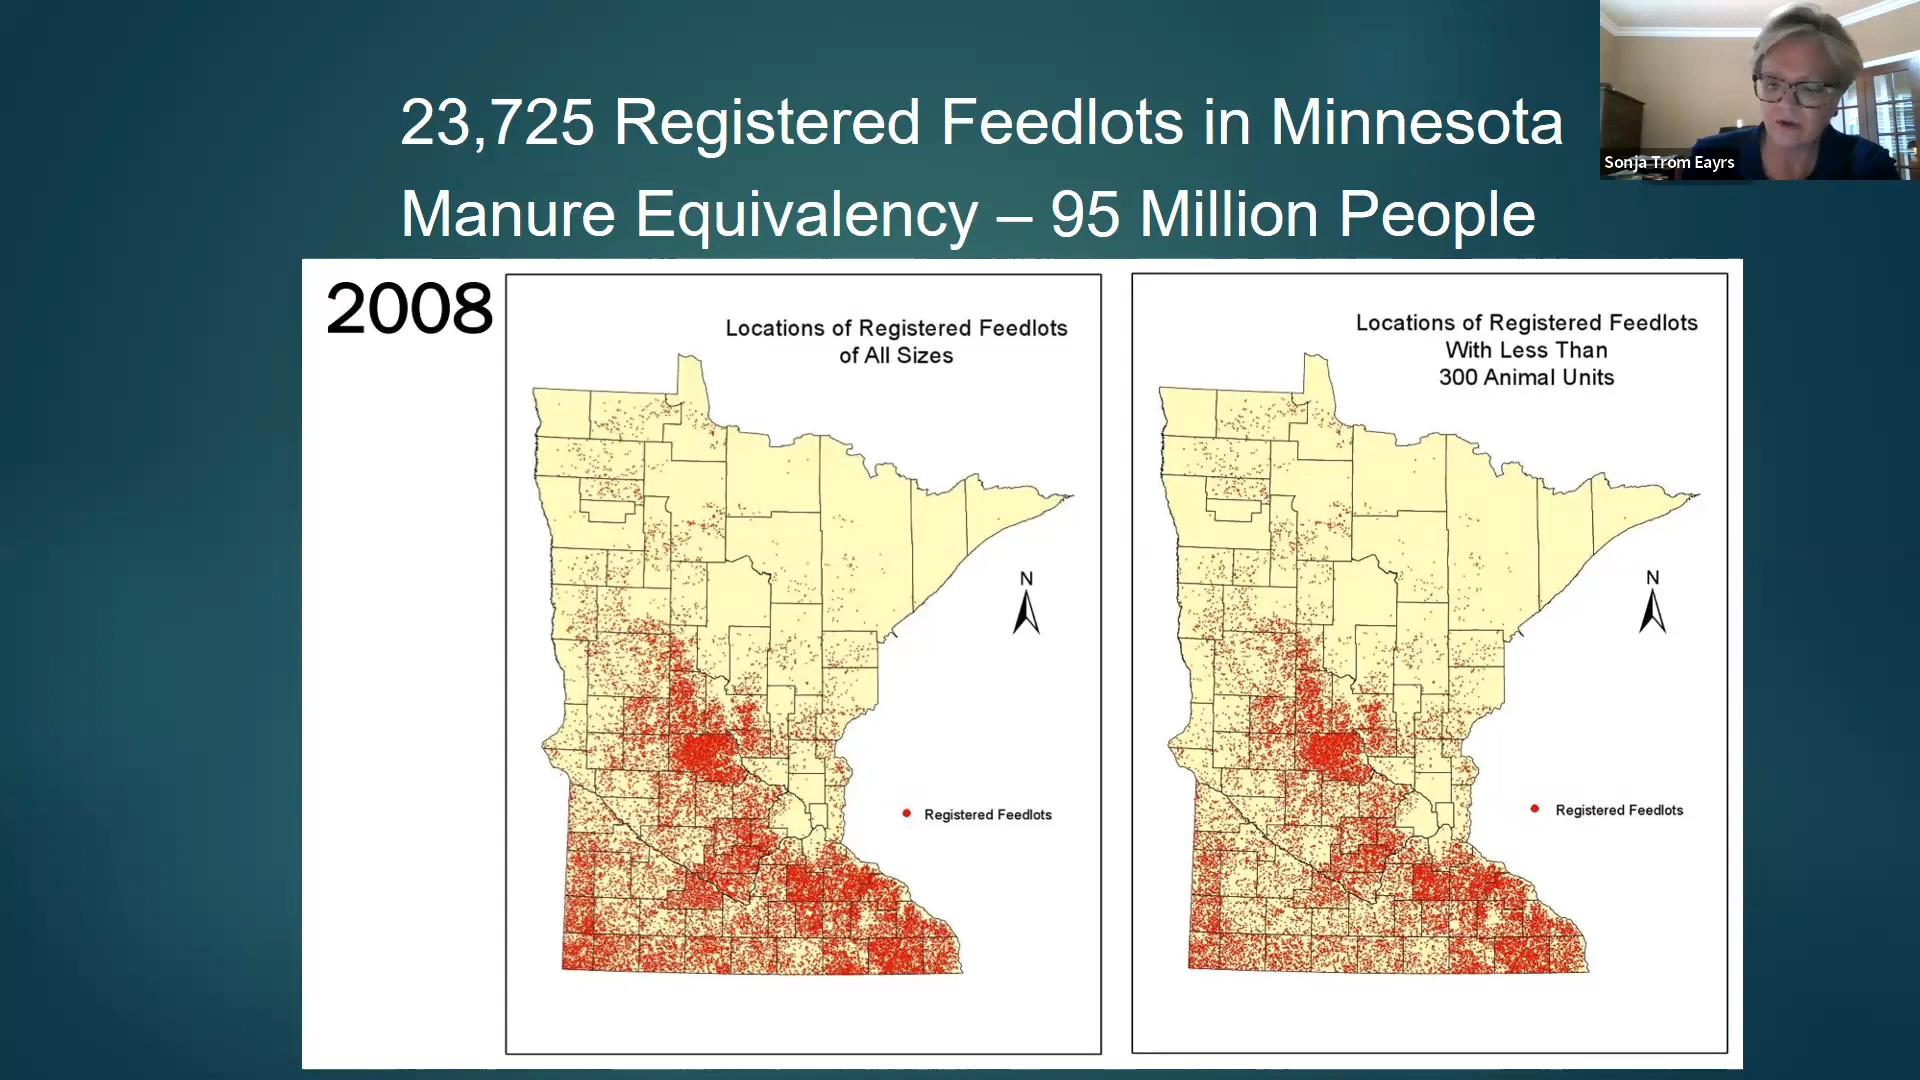 23,725 Registered Feedlots in Minnesota
Manure Equivalency – 95 Million People
Sonja Trom Eayrs
2008
Locations of Registered Feedlots
of All Sizes
N
Registered Feedlots
Locations of Registered Feedlots
With Less Than
300 Animal Units
N
Registered Feedlots